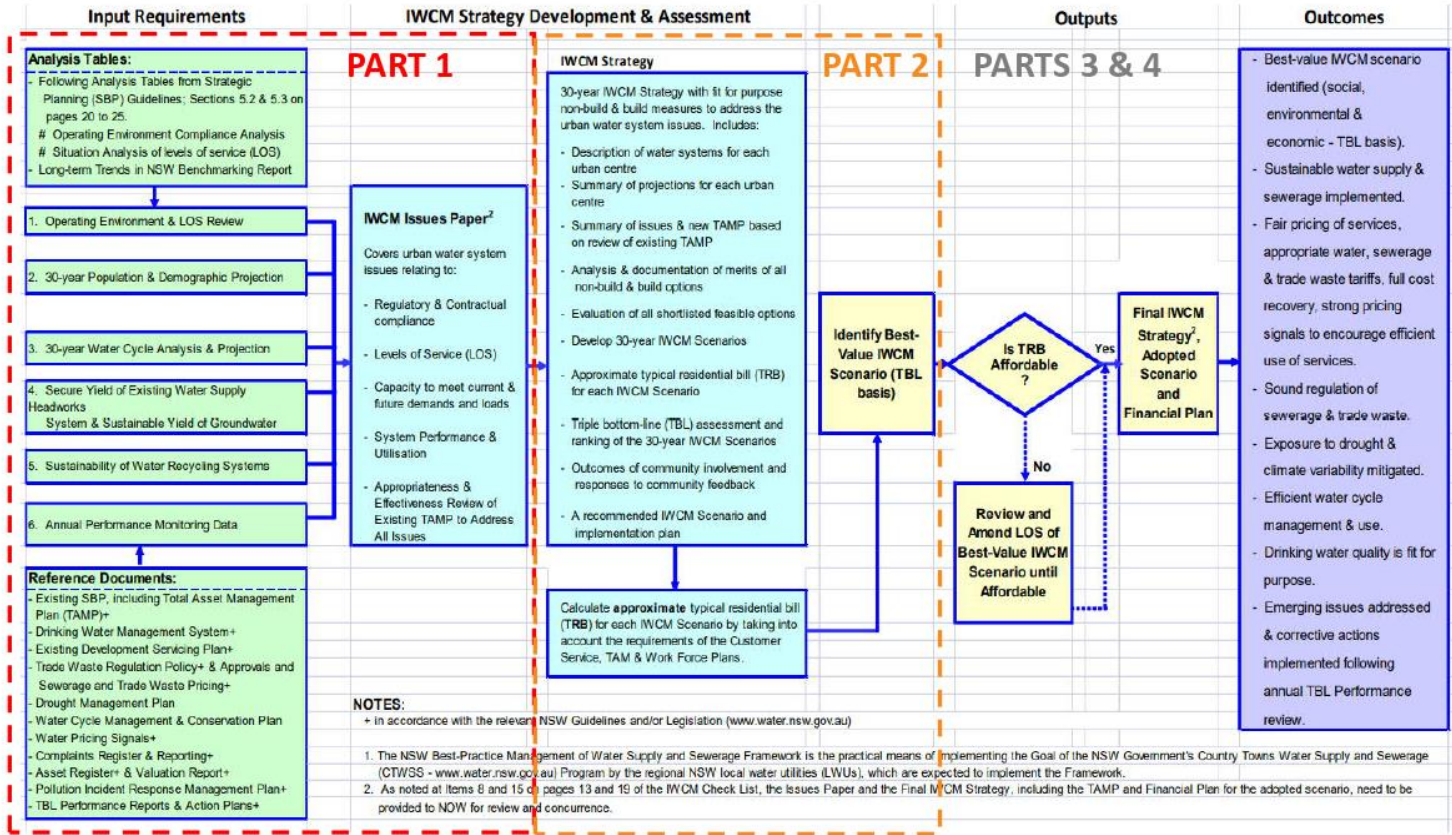 Input Requirements
IWCM Strategy Development & Assessment
Outputs
Outcomes
PART 1
PART 2
PARTS 3 & 4
Analysis Tables:
- Following Analysis Tables from Strategic
Planning (SBP) Guidelines; Sections 5.2 & 5.3 on
pages 20 to 25.
# Operating Environment Compliance Analysis
# Situation Analysis of levels of service (LOS)
- Long-term Trends in NSW Benchmarking Report
1. Operating Environment & LOS Review
2. 30-year Population & Demographic Projection
3. 30-year Water Cycle Analysis & Projection
4. Secure Yield of Existing Water Supply
Headworks
System & Sustainable Yield of Groundwater
5. Sustainability of Water Recycling Systems
6. Annual Performance Monitoring Data
Reference Documents:
- Existing SBP, including Total Asset Management
Plan (TAMP)+
- Drinking Water Management System+
- Existing Development Servicing Plan+
- Trade Waste Regulation Policy+ & Approvals and
Sewerage and Trade Waste Pricing+
- Drought Management Plan
- Water Cycle Management & Conservation Plan
- Water Pricing Signals+
- Complaints Register & Reporting+
- Asset Register+ & Valuation Report+
- Pollution Incident Response Management Plan+
- TBL Performance Reports & Action Plans+
IWCM Issues Paper2
Covers urban water system
issues relating to:
- Regulatory & Contractual
compliance
- Levels of Service (LOS)
- Capacity to meet current &
future demands and loads
- System Performance &
Utilisation
- Appropriateness &
Effectiveness Review of
Existing TAMP to Address
All Issues
IWCM Strategy
30-year IWCM Strategy with fit for purpose
non-build & build measures to address the
urban water system issues. Includes:
- Description of water systems for each
urban centre
- Summary of projections for each urban
centre
- Summary of issues & new TAMP based
on review of existing TAMP
- Analysis & documentation of merits of all
non-build & build options
- Evaluation of all shortlisted feasible options
- Develop 30-year IWCM Scenarios
- Approximate typical residential bill (TRB)
for each IWCM Scenario
- Triple bottom-line (TBL) assessment and
ranking of the 30-year IWCM Scenarios
- Outcomes of community involvement and
responses to community feedback
- A recommended IWCM Scenario and
implementation plan
Calculate approximate typical residential bill
(TRB) for each IWCM Scenario by taking into
account the requirements of the Customer
Service, TAM & Work Force Plans.
Identify Best-
Value IWCM
Scenario (TBL
basis)
Is TRB
Affordable
?
Yes
No
Review and
Amend LOS of
Best-Value IWCM
Scenario until
Affordable
Final IWCM
Strategy2,
Adopted
Scenario
and
Financial Plan
- Best-value IWCM scenario
identified (social,
environmental &
economic - TBL basis).
- Sustainable water supply &
sewerage implemented.
- Fair pricing of services,
appropriate water, sewerage
& trade waste tariffs, full cost
recovery, strong pricing
signals to encourage efficient
use of services.
- Sound regulation of
sewerage & trade waste.
- Exposure to drought &
climate variability mitigated.
- Efficient water cycle
management & use.
- Drinking water quality is fit for
purpose.
- Emerging issues addressed
& corrective actions
implemented following
annual TBL Performance
review.
NOTES:
+ in accordance with the relevant NSW Guidelines and/or Legislation (www.water.nsw.gov.au)
1. The NSW Best-Practice Management of Water Supply and Sewerage Framework is the practical means of implementing the Goal of the NSW Government's Country Towns Water Supply and Sewerage
(CTWSS - www.water.nsw.gov.au) Program by the regional NSW local water utilities (LWUs), which are expected to implement the Framework.
2. As noted at Items 8 and 15 on pages 13 and 19 of the IWCM Check List, the Issues Paper and the Final IWCM Strategy, including the TAMP and Financial Plan for the adopted scenario, need to be
provided to NOW for review and concurrence.